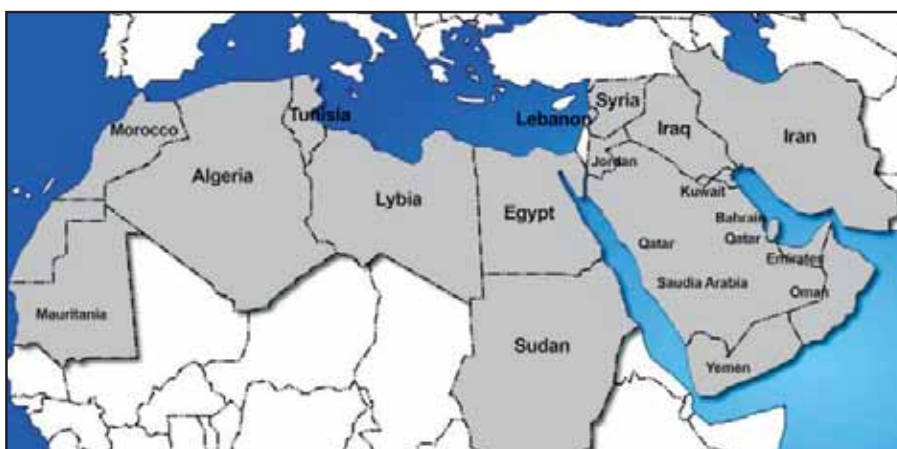 Morocco
Tunisia
Algeria
Lybia
Egypt
Mauritania
Sudan
Lebanon
Syria
Iraq
Iran
Jordan
Kuwait
Bahrain
Qatar
Qatar
Emirates
Saudia Arabia
Oman
Yemen